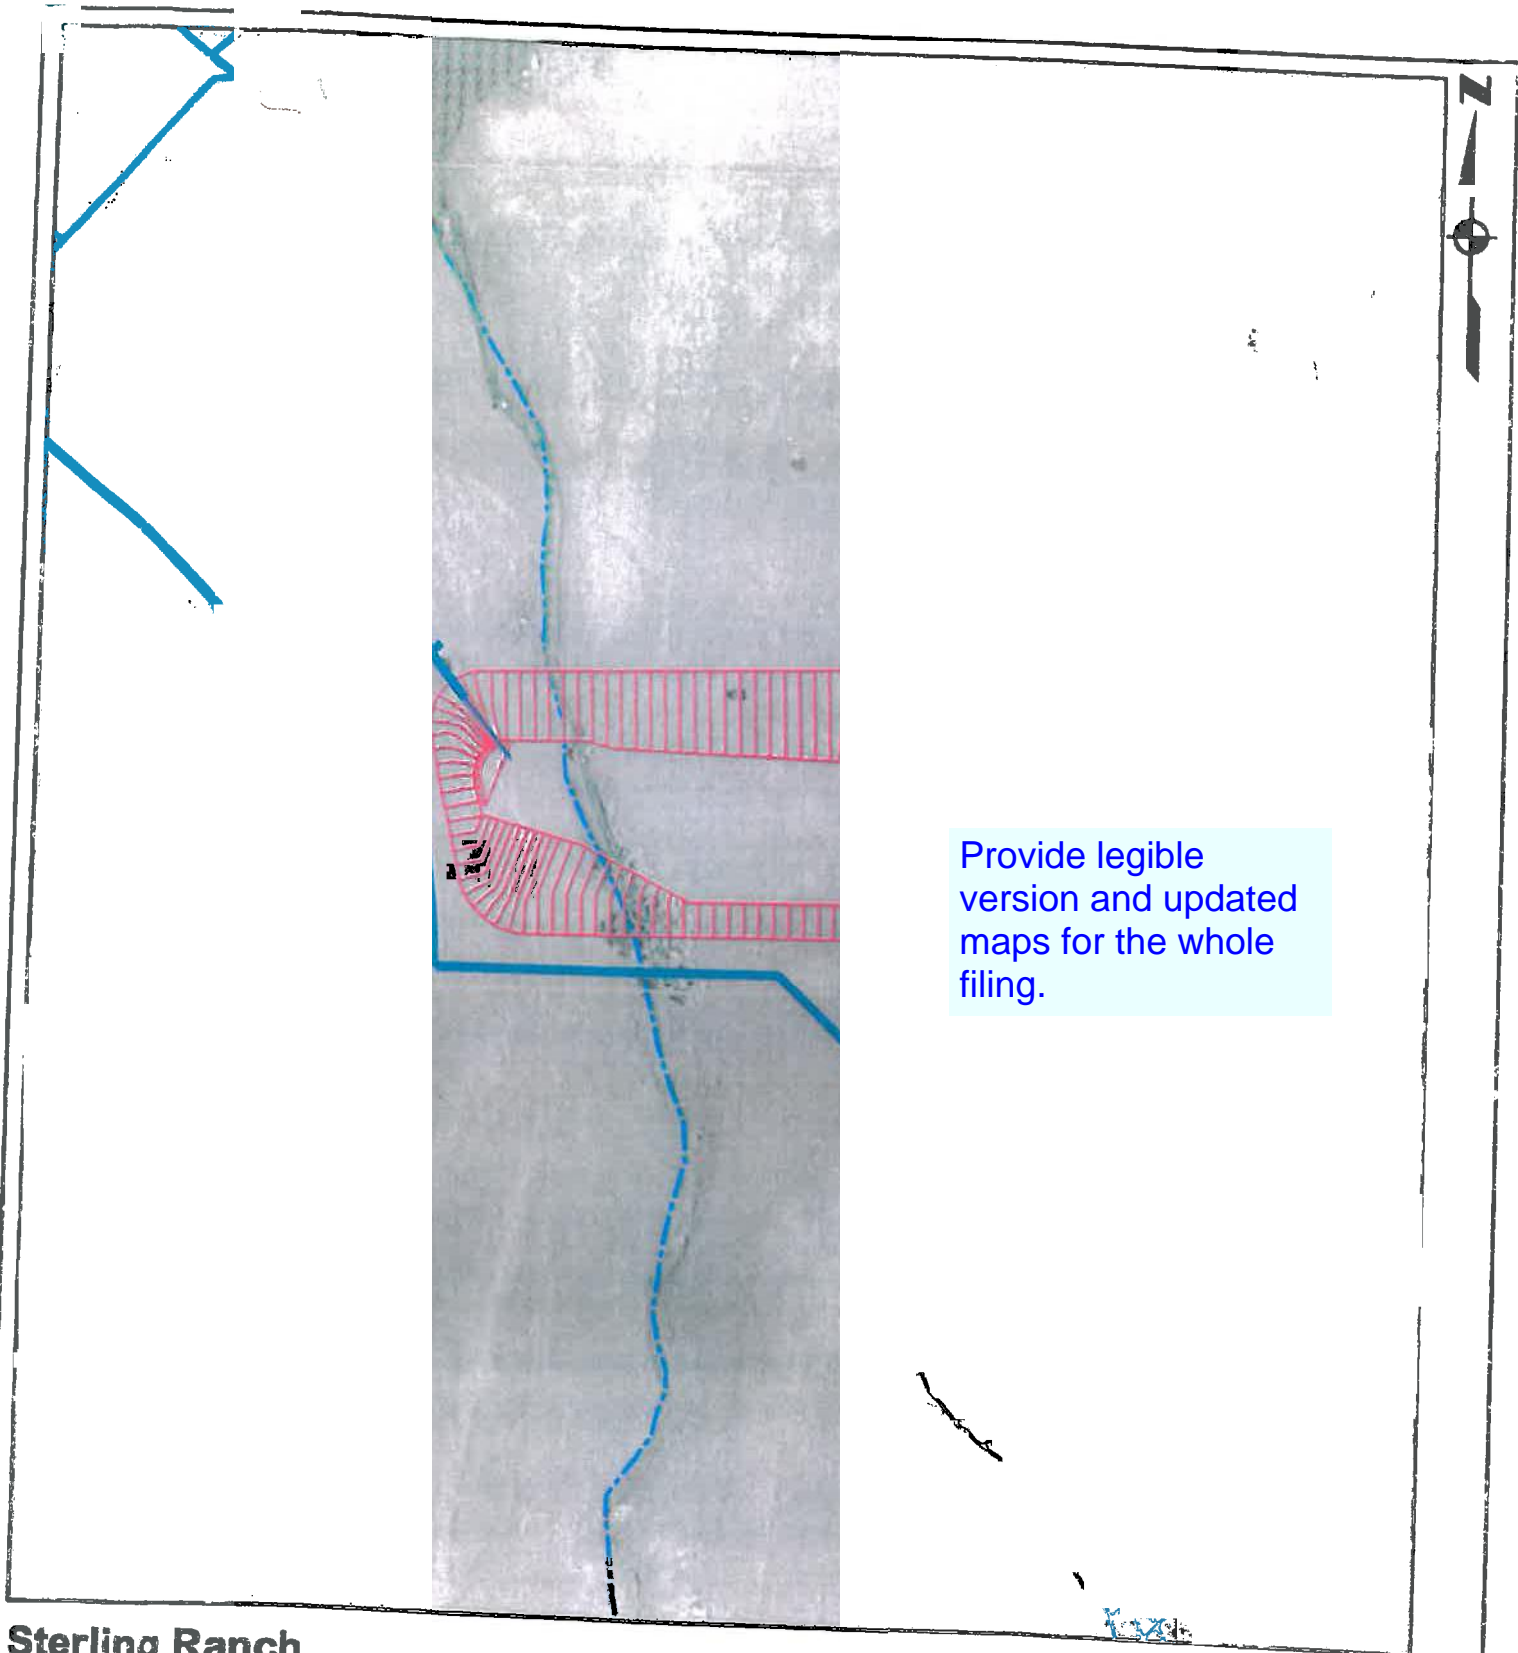 N
Provide legible
version and updated
maps for the whole
filing.
Sterling Ranch